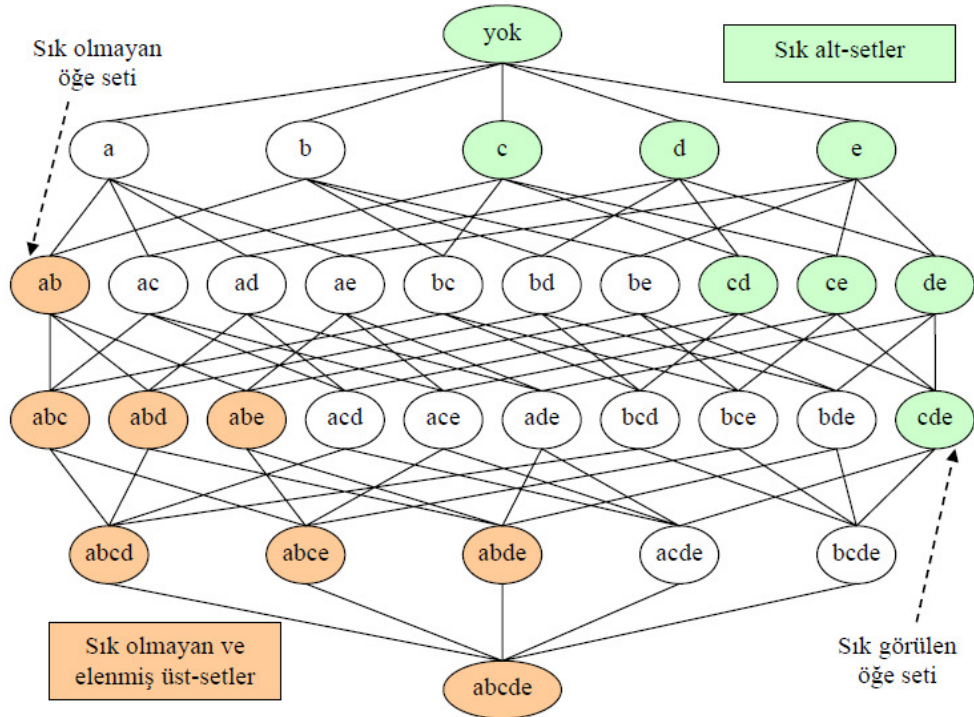 yok
Sık alt-setler
Sık olmayan
öğe seti
a b c d e
ab ac ad ae bc bd be cd ce de
abc abd abe acd ace ade bcd bce bde cde
abcd abce abde acde bcde
Sık olmayan ve
elenmiş üst-setler
abcde
Sık görülen
öğe seti